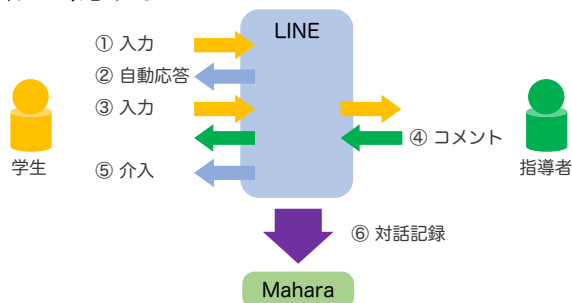 LINE
① 入力
② 自動応答
③ 入力
④ コメント
学生
⑤ 介入
指導者
⑥ 対話記録
Mahara